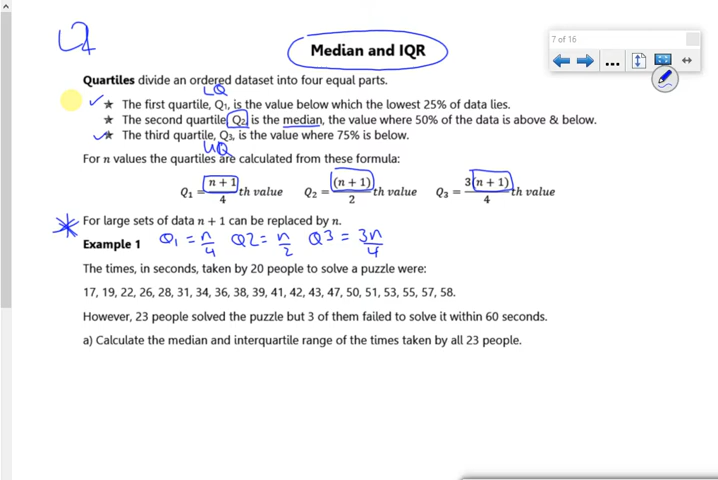 Median and IQR
7 of 16
Quartiles divide an ordered dataset into four equal parts.
LQ
★ The first quartile, Q₁, is the value below which the lowest 25% of data lies.
★ The second quartile Q₂ is the median, the value where 50% of the data is above & below.
★ The third quartile, Q₃, is the value where 75% is below.
UQ
For n values the quartiles are calculated from these formula:
Q₁ = (n + 1)/4 th value Q₂ = (n + 1)/2 th value Q₃ = 3(n + 1)/4 th value
* For large sets of data n + 1 can be replaced by n.
Example 1 Q1 = n/4 Q2 = n/2 Q3 = 3n/4
The times, in seconds, taken by 20 people to solve a puzzle were:
17, 19, 22, 26, 28, 31, 34, 36, 38, 39, 41, 42, 43, 47, 50, 51, 53, 55, 57, 58.
However, 23 people solved the puzzle but 3 of them failed to solve it within 60 seconds.
a) Calculate the median and interquartile range of the times taken by all 23 people.